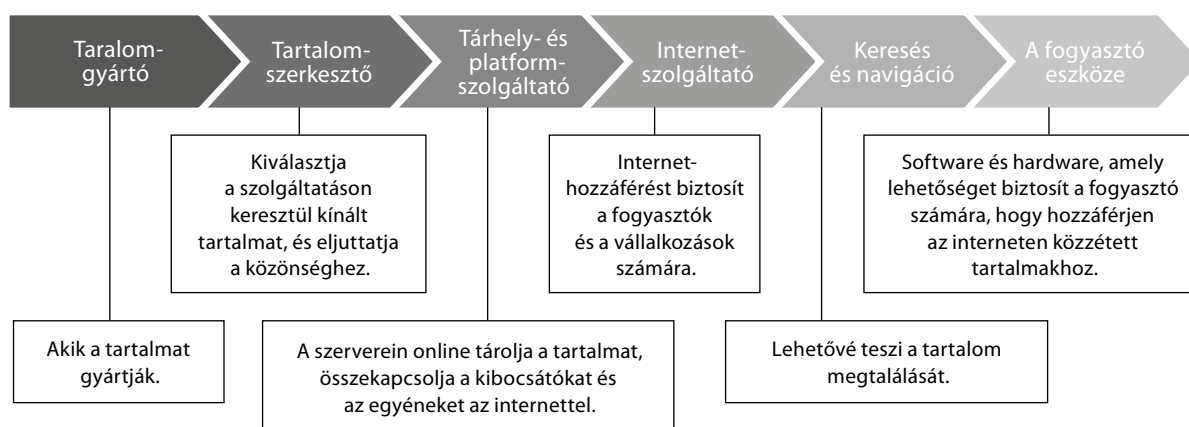 Taralom-
gyártó
Tartalom-
szerkesztő
Tárhely- és
platform-
szolgáltató
Internet-
szolgáltató
Keresés
és navigáció
A fogyasztó
eszköze
Kiválasztja
a szolgáltatáson
keresztül kínált
tartalmat, és eljuttatja
a közönséghez.
Internet-
hozzáférést biztosít
a fogyasztók
és a vállalkozások
számára.
Software és hardware, amely
lehetőséget biztosít a fogyasztó
számára, hogy hozzáférjen
az interneten közzétett
tartalmakhoz.
Akik a tartalmat
gyártják.
A szerverein online tárolja a tartalmat,
összekapcsolja a kibocsátókat és
az egyéneket az internettel.
Lehetővé teszi a tartalom
megtalálását.